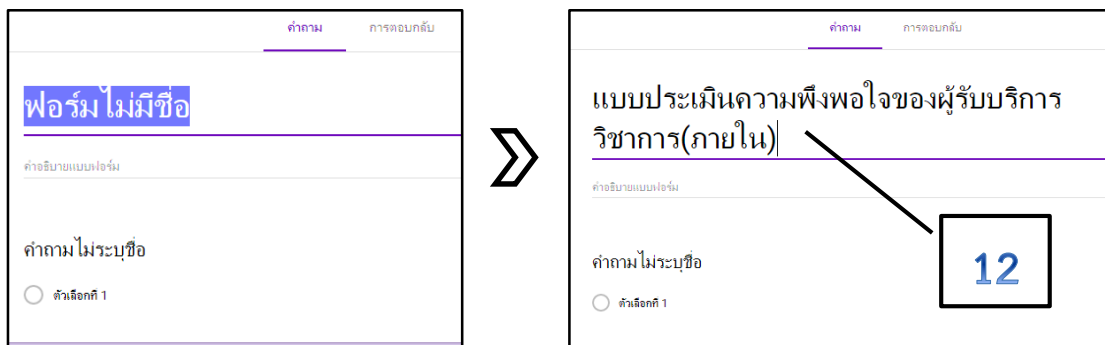 คำถาม การตอบกลับ
ฟอร์มไม่มีชื่อ
คำอธิบายแบบฟอร์ม
คำถามไม่ระบุชื่อ
ตัวเลือกที่ 1
คำถาม การตอบกลับ
แบบประเมินความพึงพอใจของผู้รับบริการ
วิชาการ(ภายใน)
คำอธิบายแบบฟอร์ม
คำถามไม่ระบุชื่อ
ตัวเลือกที่ 1
12